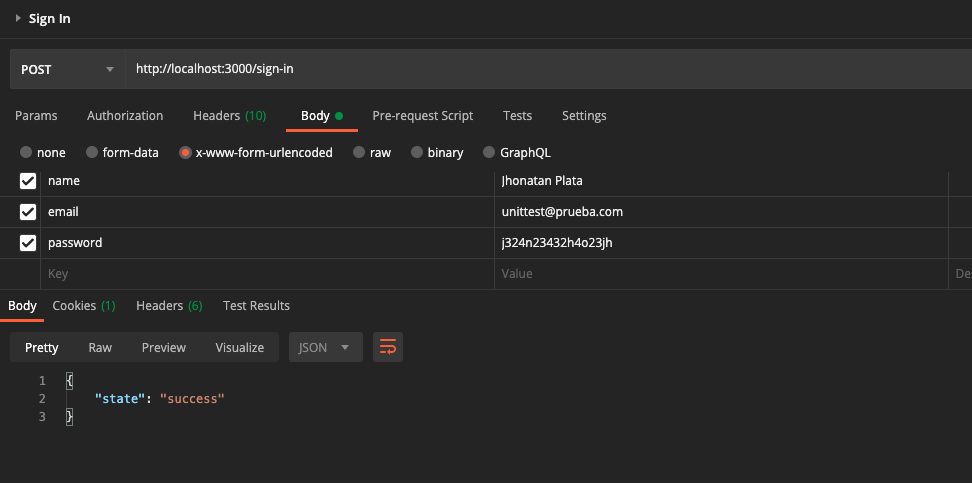 Sign In
POST http://localhost:3000/sign-in
Params Authorization Headers (10) Body Pre-request Script Tests Settings
none form-data x-www-form-urlencoded raw binary GraphQL
name Jhonatan Plata
email unittest@prueba.com
password j324n23432h4o23jh
Key Value De
Body Cookies (1) Headers (6) Test Results
Pretty Raw Preview Visualize JSON
1 {
2 "state": "success"
3 }